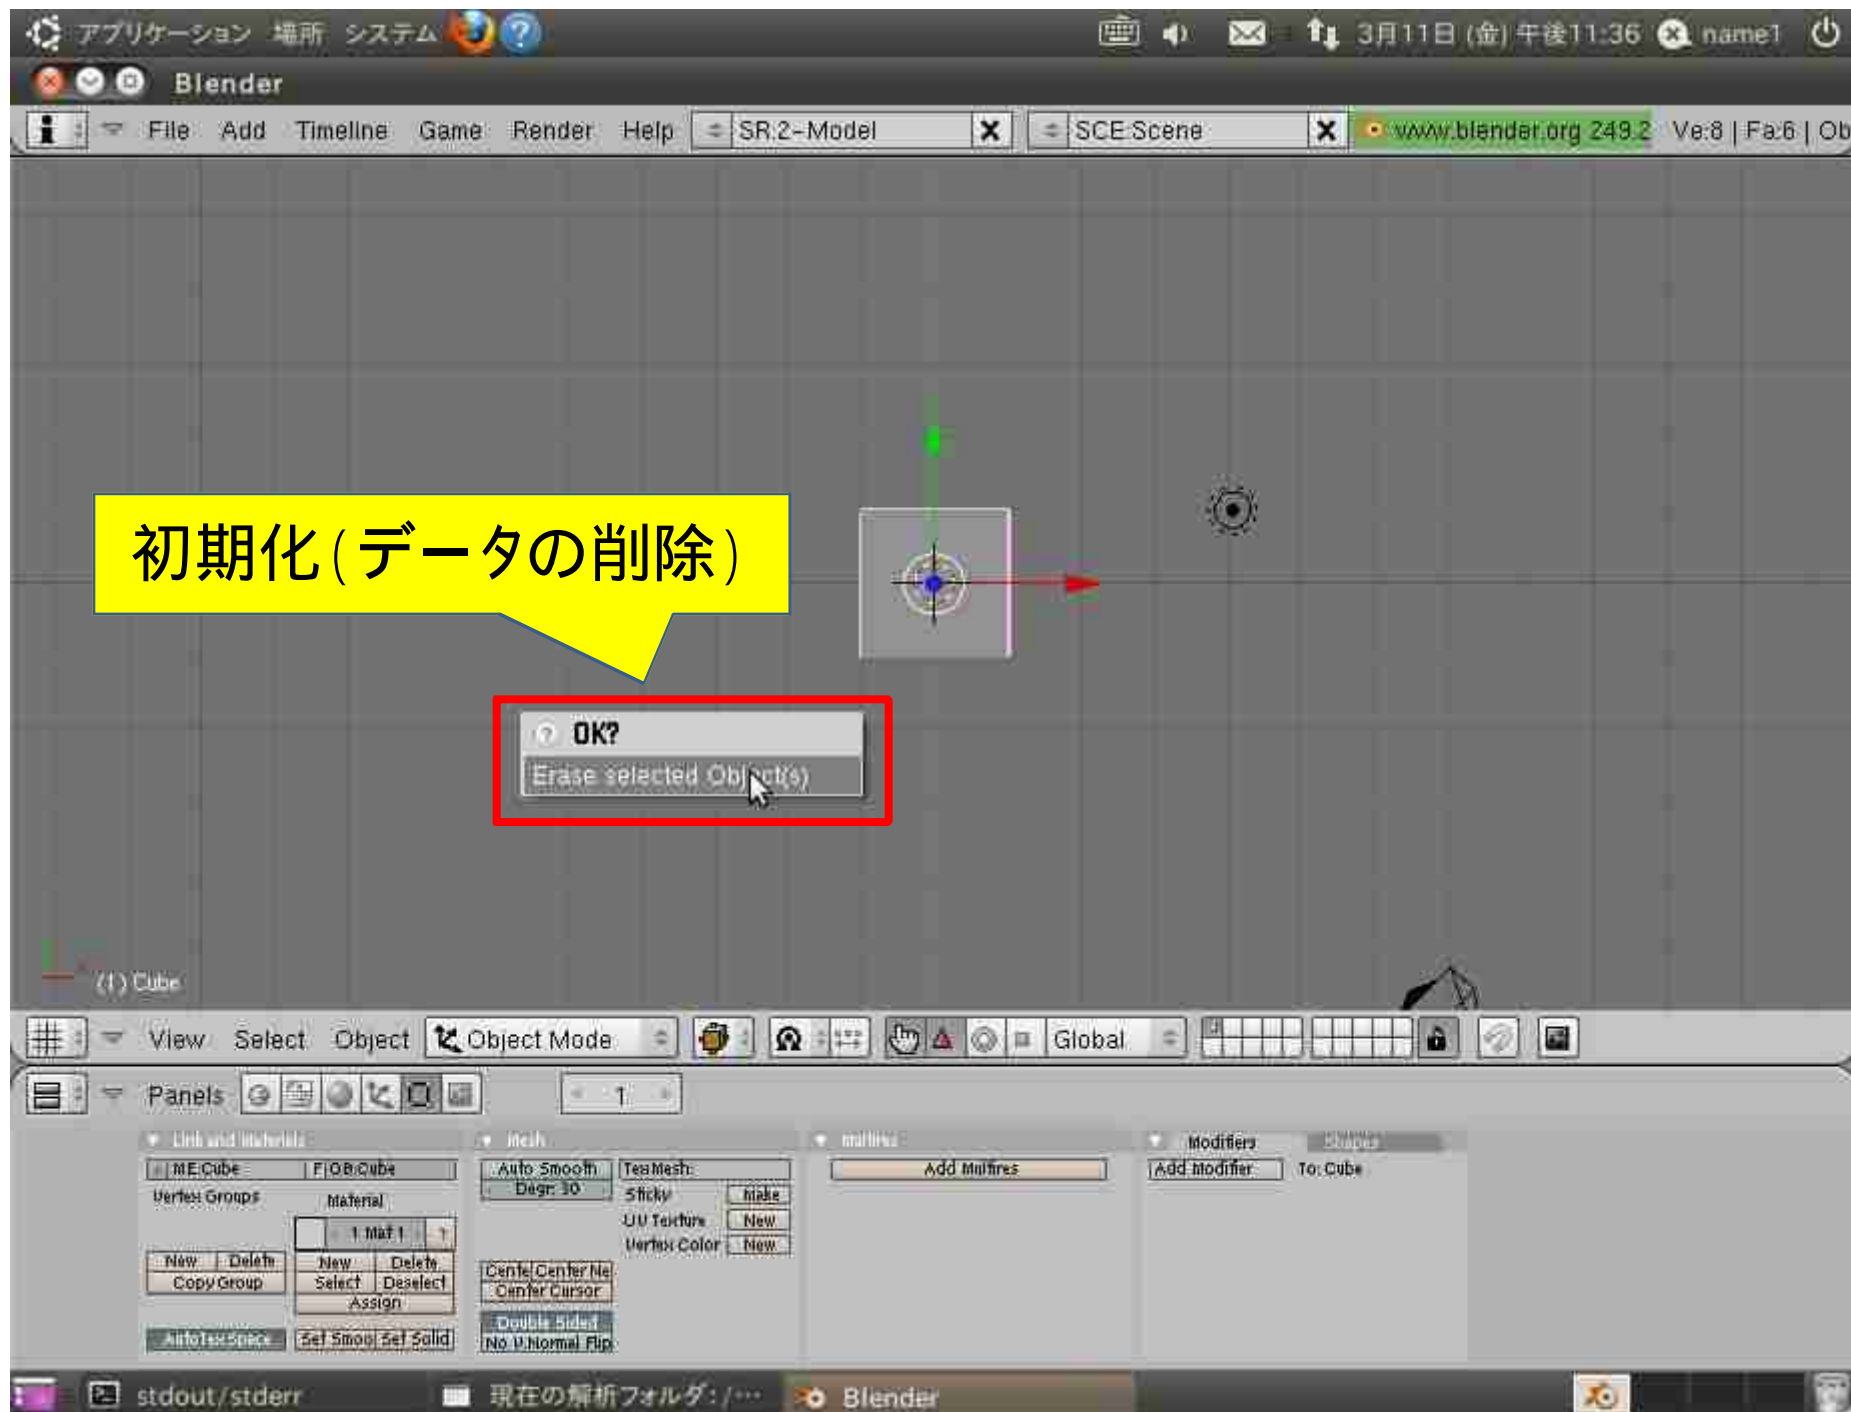 アプリケーション 場所 システム 3月11日 (金) 午後11:36 name1
Blender
File Add Timeline Game Render Help SR:2-Model SCE:Scene www.blender.org 249.2 Ve:8 | Fa:6 | Ob
初期化(データの削除)
OK?
Erase selected Object(s)
(1) Cube
View Select Object Object Mode Global
Panels 1
Link and Materials Mesh Multires Modifiers Shapes
ME:Cube F OB:Cube Auto Smooth TexMesh: Add Multires Add Modifier To: Cube
Degr: 30
Vertex Groups Material Sticky Make
1 Mat 1 ? UV Texture New
Vertex Color New
New Delete New Delete
Copy Group Select Deselect Center Ne
Assign Center Cursor
Double Sided
AutoTexSpace Set Smoo Set Solid No V.Normal Flip
stdout/stderr 現在の解析フォルダ: /… Blender